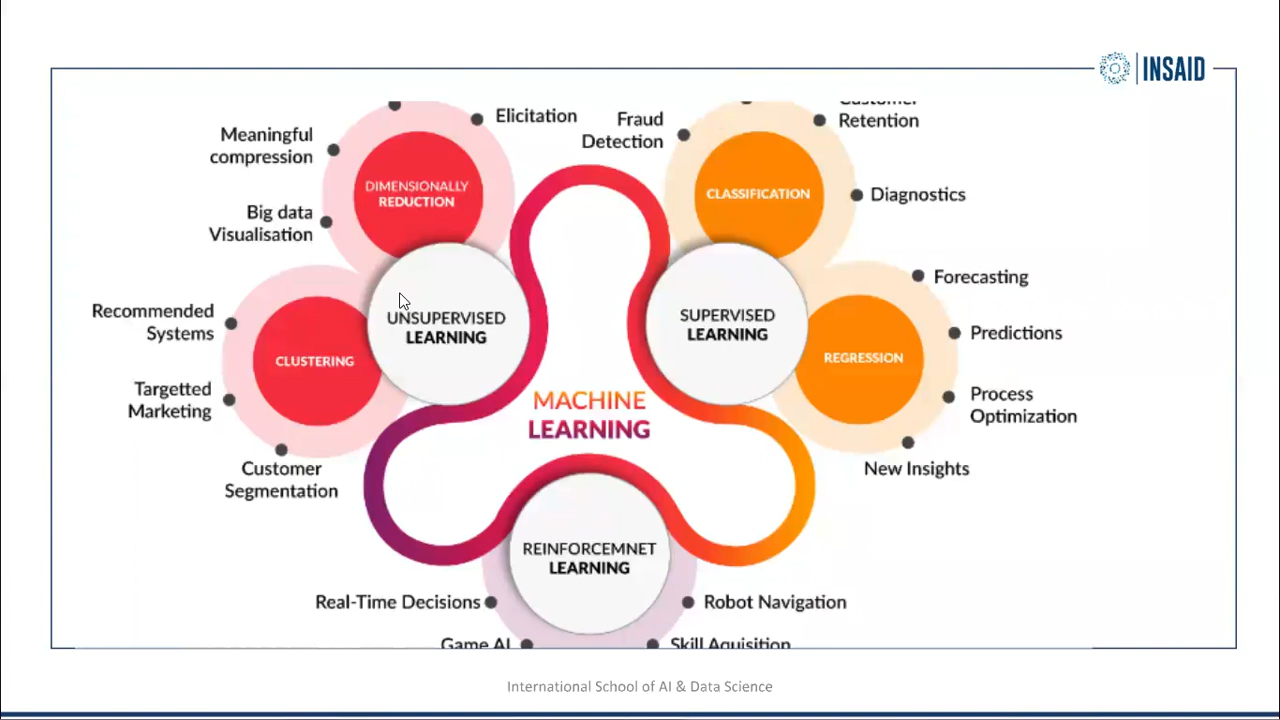 INSAID
Elicitation
Meaningful
compression
DIMENSIONALLY
REDUCTION
Big data
Visualisation
UNSUPERVISED
LEARNING
Recommended
Systems
CLUSTERING
Targetted
Marketing
Customer
Segmentation
Fraud
Detection
Customer
Retention
CLASSIFICATION
Diagnostics
SUPERVISED
LEARNING
Forecasting
Predictions
REGRESSION
Process
Optimization
New Insights
MACHINE
LEARNING
REINFORCEMNET
LEARNING
Real-Time Decisions
Robot Navigation
Game AI
Skill Aquisition
International School of AI & Data Science